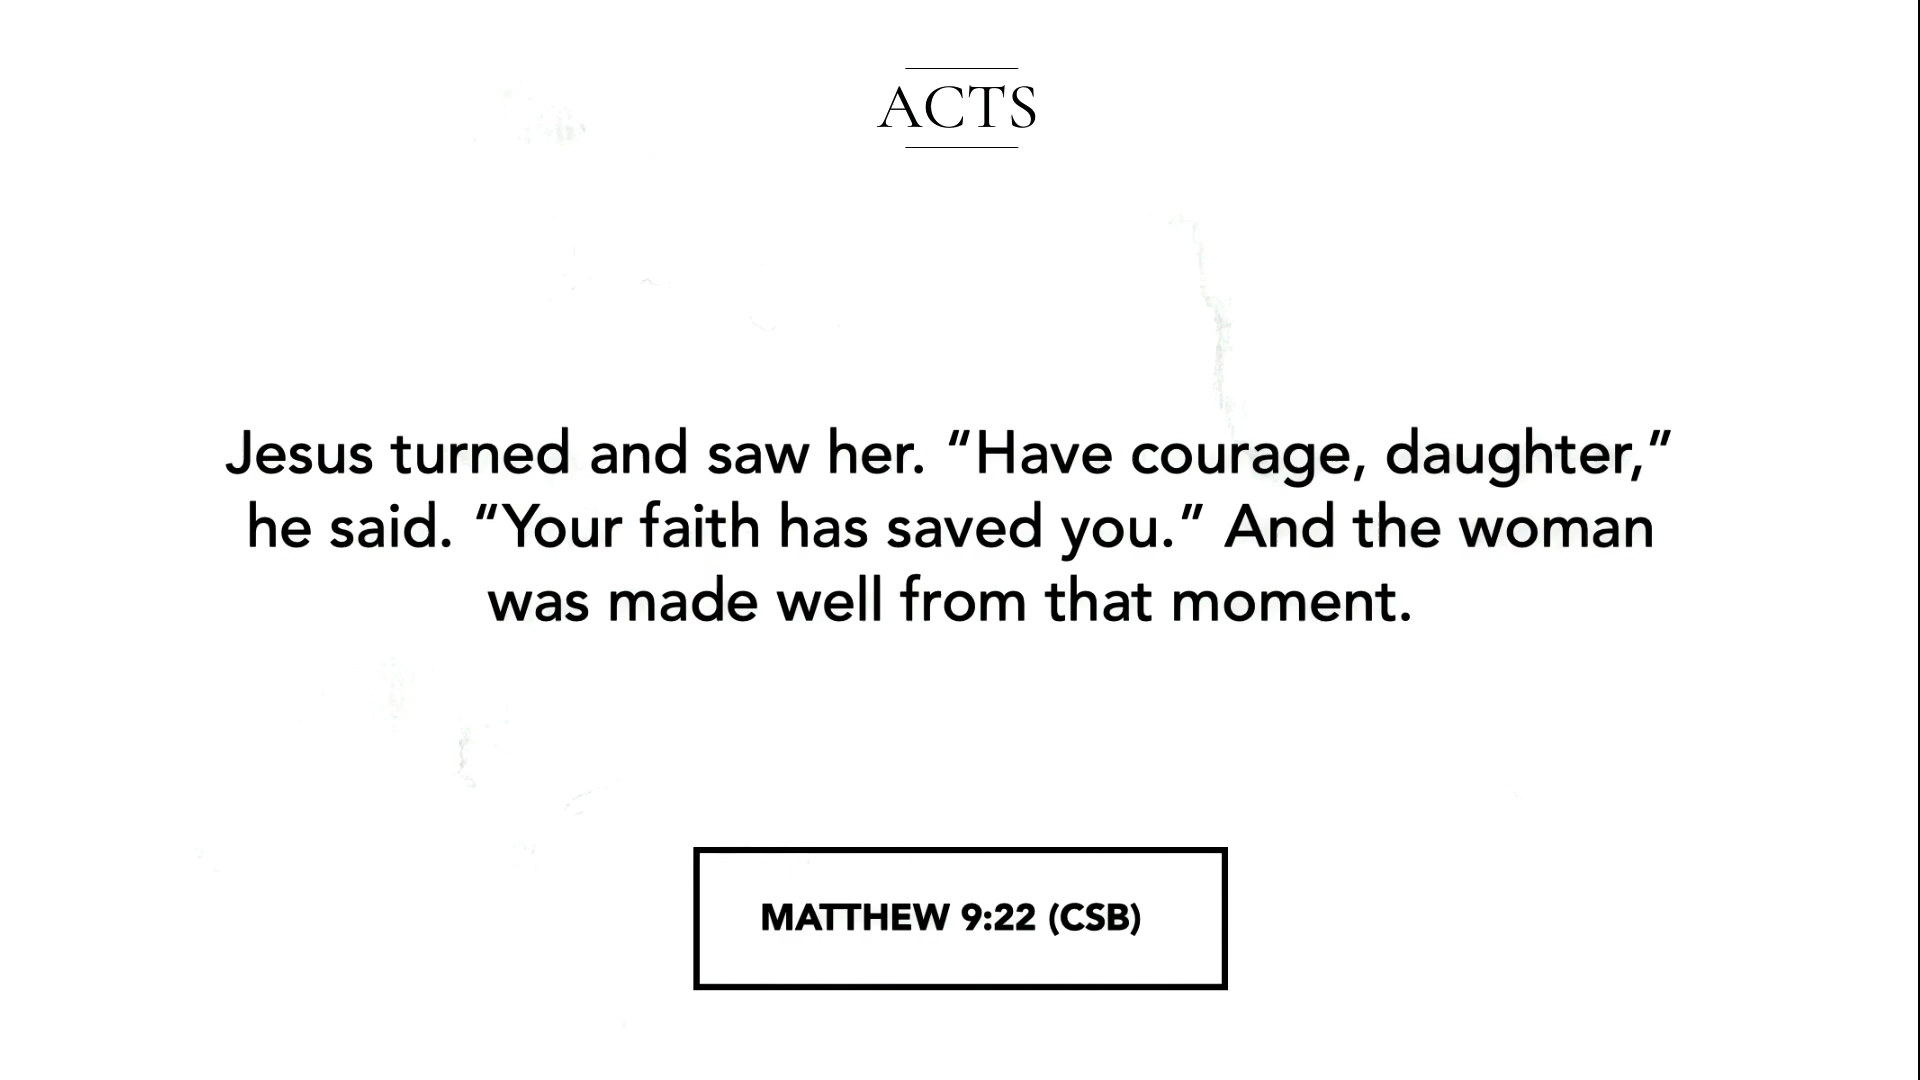 ACTS
Jesus turned and saw her. “Have courage, daughter,”
he said. “Your faith has saved you.” And the woman
was made well from that moment.
MATTHEW 9:22 (CSB)